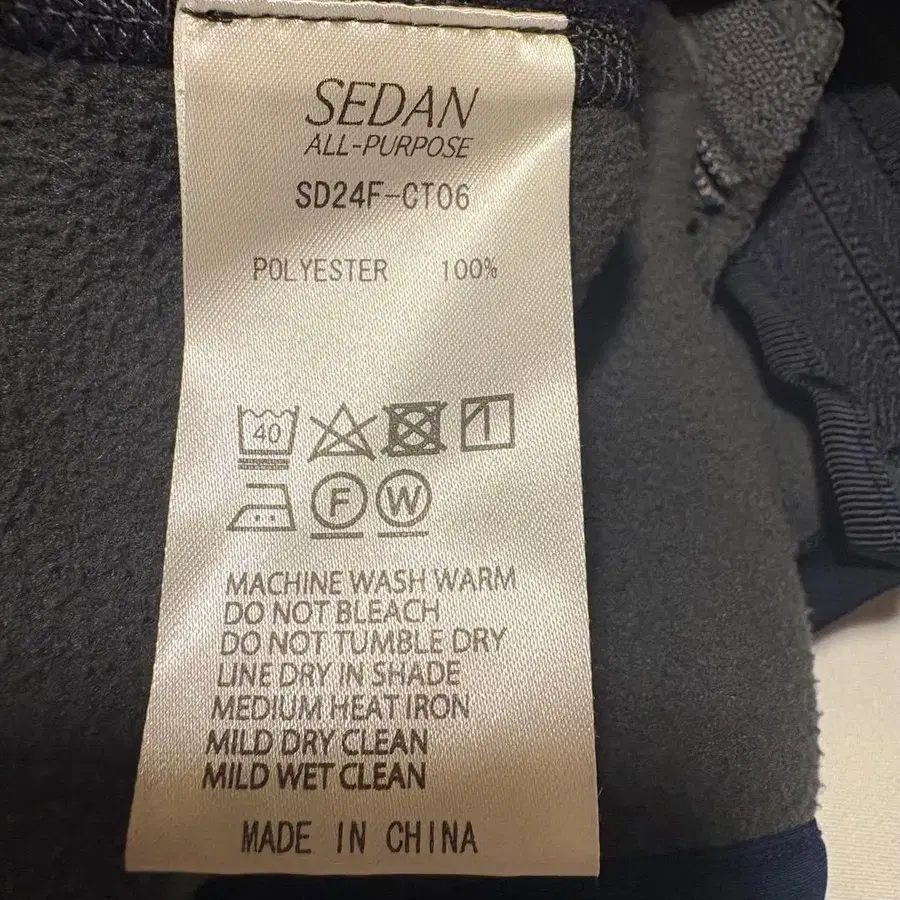 SEDAN
ALL-PURPOSE
SD24F-CT06
POLYESTER 100%
40
F W
MACHINE WASH WARM
DO NOT BLEACH
DO NOT TUMBLE DRY
LINE DRY IN SHADE
MEDIUM HEAT IRON
MILD DRY CLEAN
MILD WET CLEAN
MADE IN CHINA